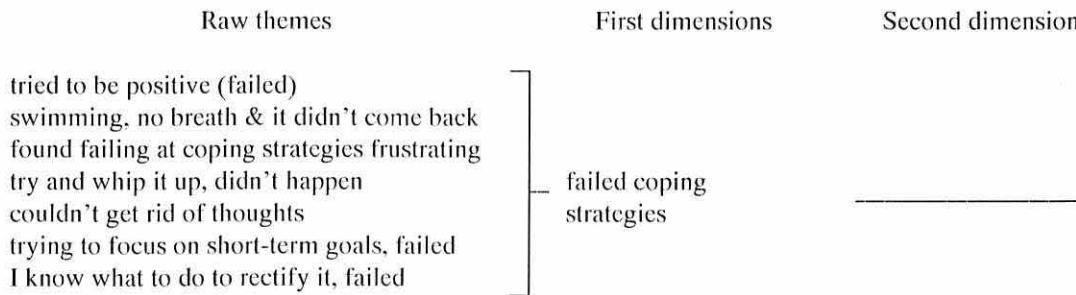 Raw themes First dimensions Second dimension
tried to be positive (failed)
swimming, no breath & it didn't come back
found failing at coping strategies frustrating
try and whip it up, didn't happen
couldn't get rid of thoughts
trying to focus on short-term goals, failed
I know what to do to rectify it, failed
failed coping
strategies